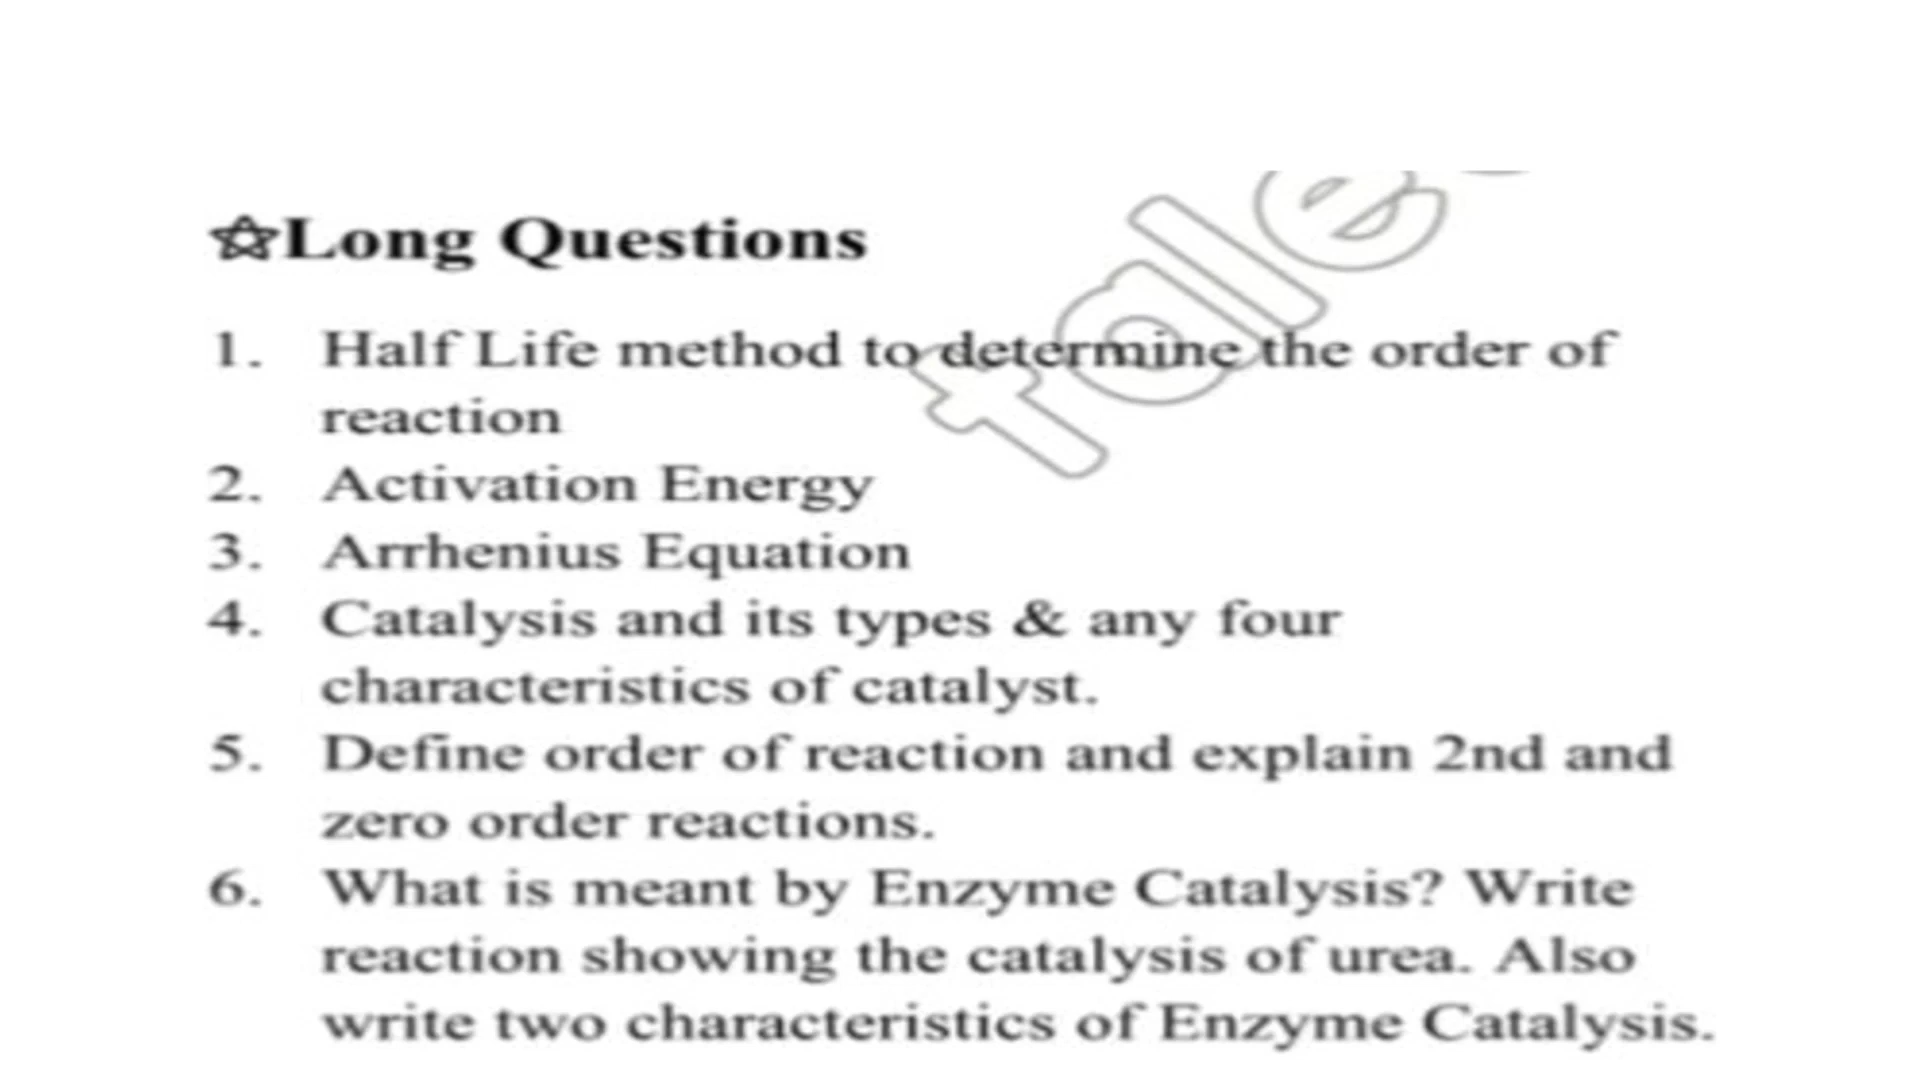 ☆Long Questions
1. Half Life method to determine the order of
reaction
2. Activation Energy
3. Arrhenius Equation
4. Catalysis and its types & any four
characteristics of catalyst.
5. Define order of reaction and explain 2nd and
zero order reactions.
6. What is meant by Enzyme Catalysis? Write
reaction showing the catalysis of urea. Also
write two characteristics of Enzyme Catalysis.